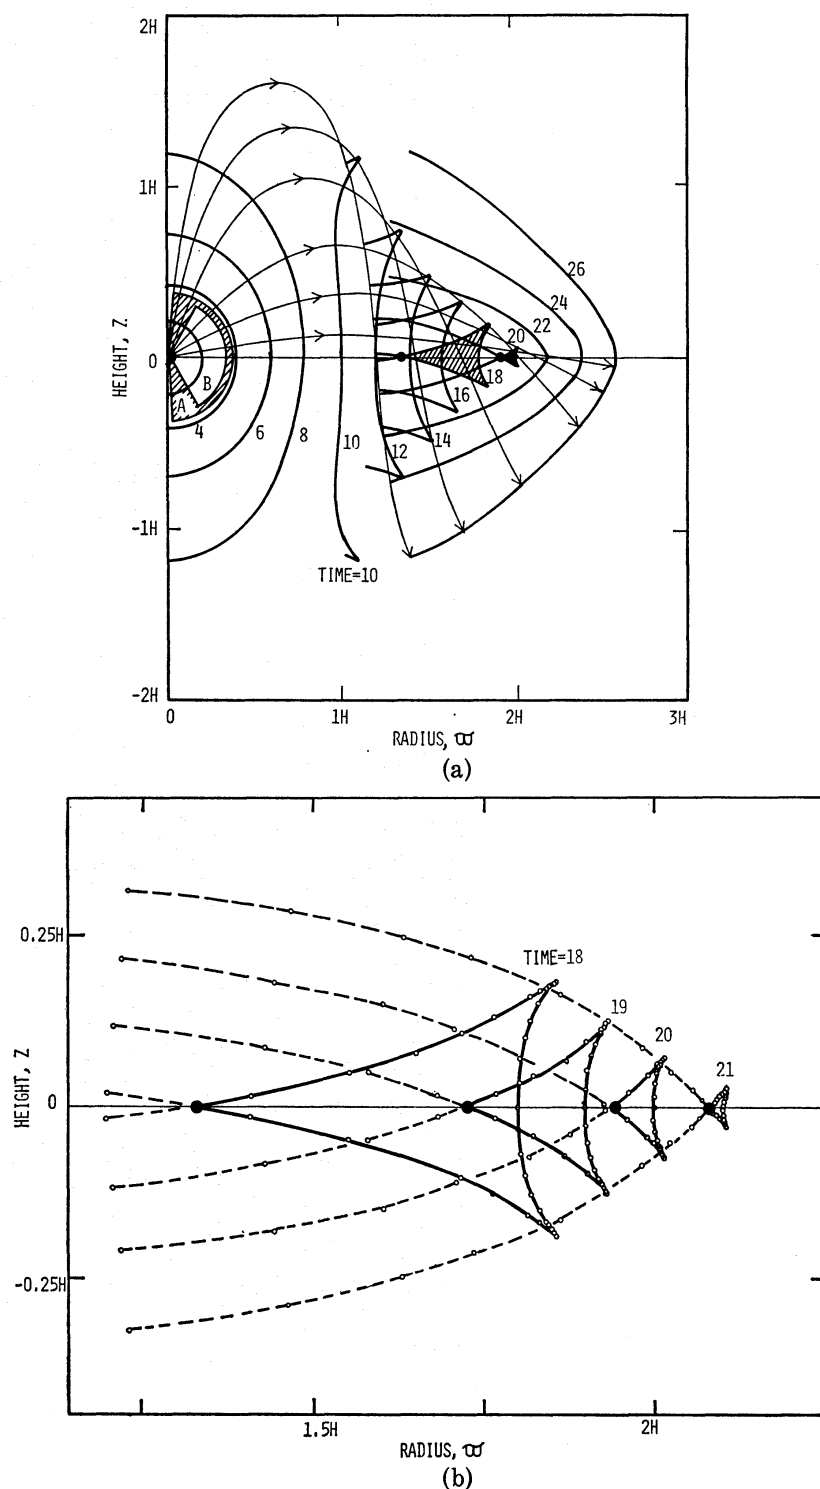 2H
1H
0
-1H
-2H
HEIGHT, Z
A
B
4
6
8
10
12
14
16
18
20
22
24
26
TIME=10
0
1H
2H
3H
RADIUS, ϖ
(a)
0.25H
0
-0.25H
HEIGHT, Z
TIME=18
19
20
21
1.5H
2H
RADIUS, ϖ
(b)